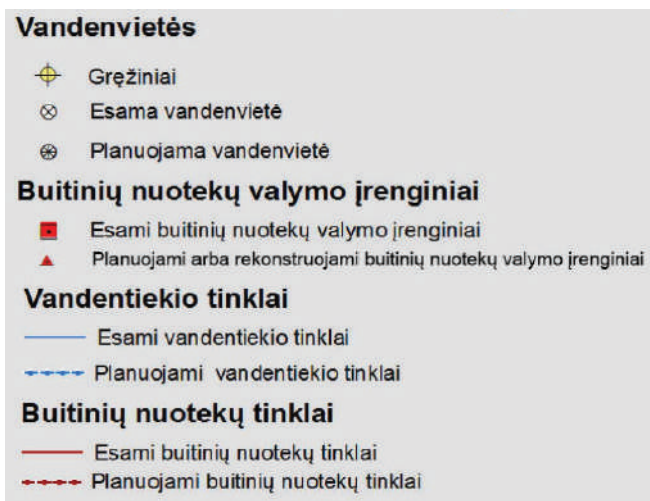 Vandenvietės
Gręžiniai
Esama vandenvietė
Planuojama vandenvietė
Buitinių nuotekų valymo įrenginiai
Esami buitinių nuotekų valymo įrenginiai
Planuojami arba rekonstruojami buitinių nuotekų valymo įrenginiai
Vandentiekio tinklai
Esami vandentiekio tinklai
Planuojami vandentiekio tinklai
Buitinių nuotekų tinklai
Esami buitinių nuotekų tinklai
Planuojami buitinių nuotekų tinklai